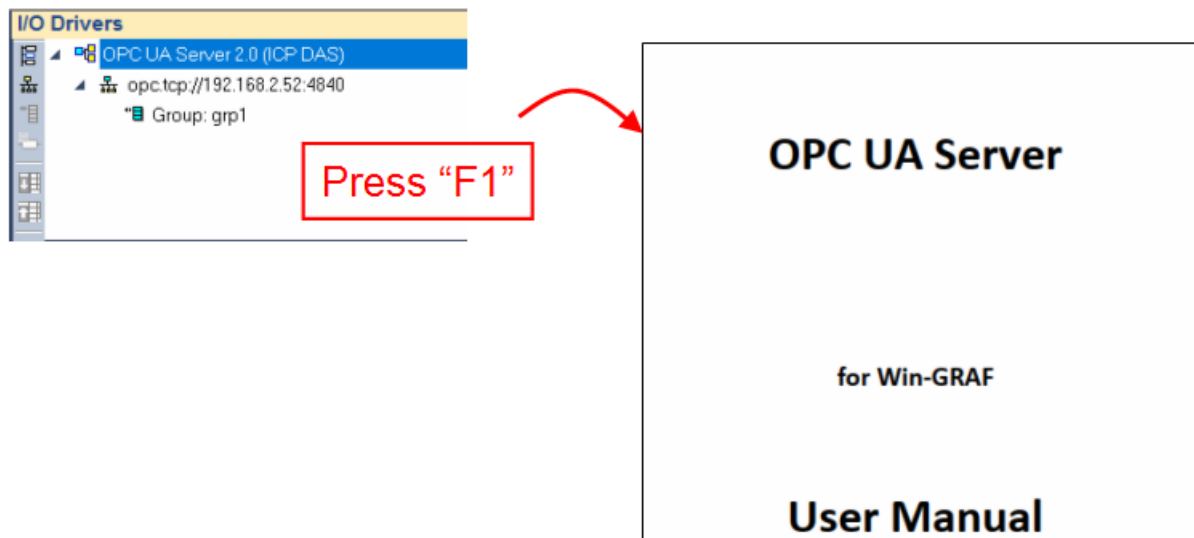 I/O Drivers
OPC UA Server 2.0 (ICP DAS)
opc.tcp://192.168.2.52:4840
Group: grp1
Press “F1”
OPC UA Server
for Win-GRAF
User Manual